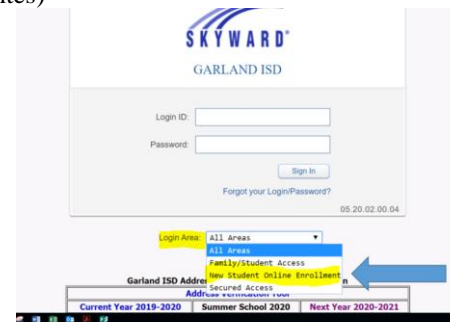 SKYWARD®
GARLAND ISD
Login ID:
Password:
Sign In
Forgot your Login/Password?
05.20.02.00.04
Login Area: All Areas
All Areas
Family/Student Access
New Student Online Enrollment
Secured Access
Garland ISD
Address Verification Tool
Current Year 2019-2020 Summer School 2020 Next Year 2020-2021